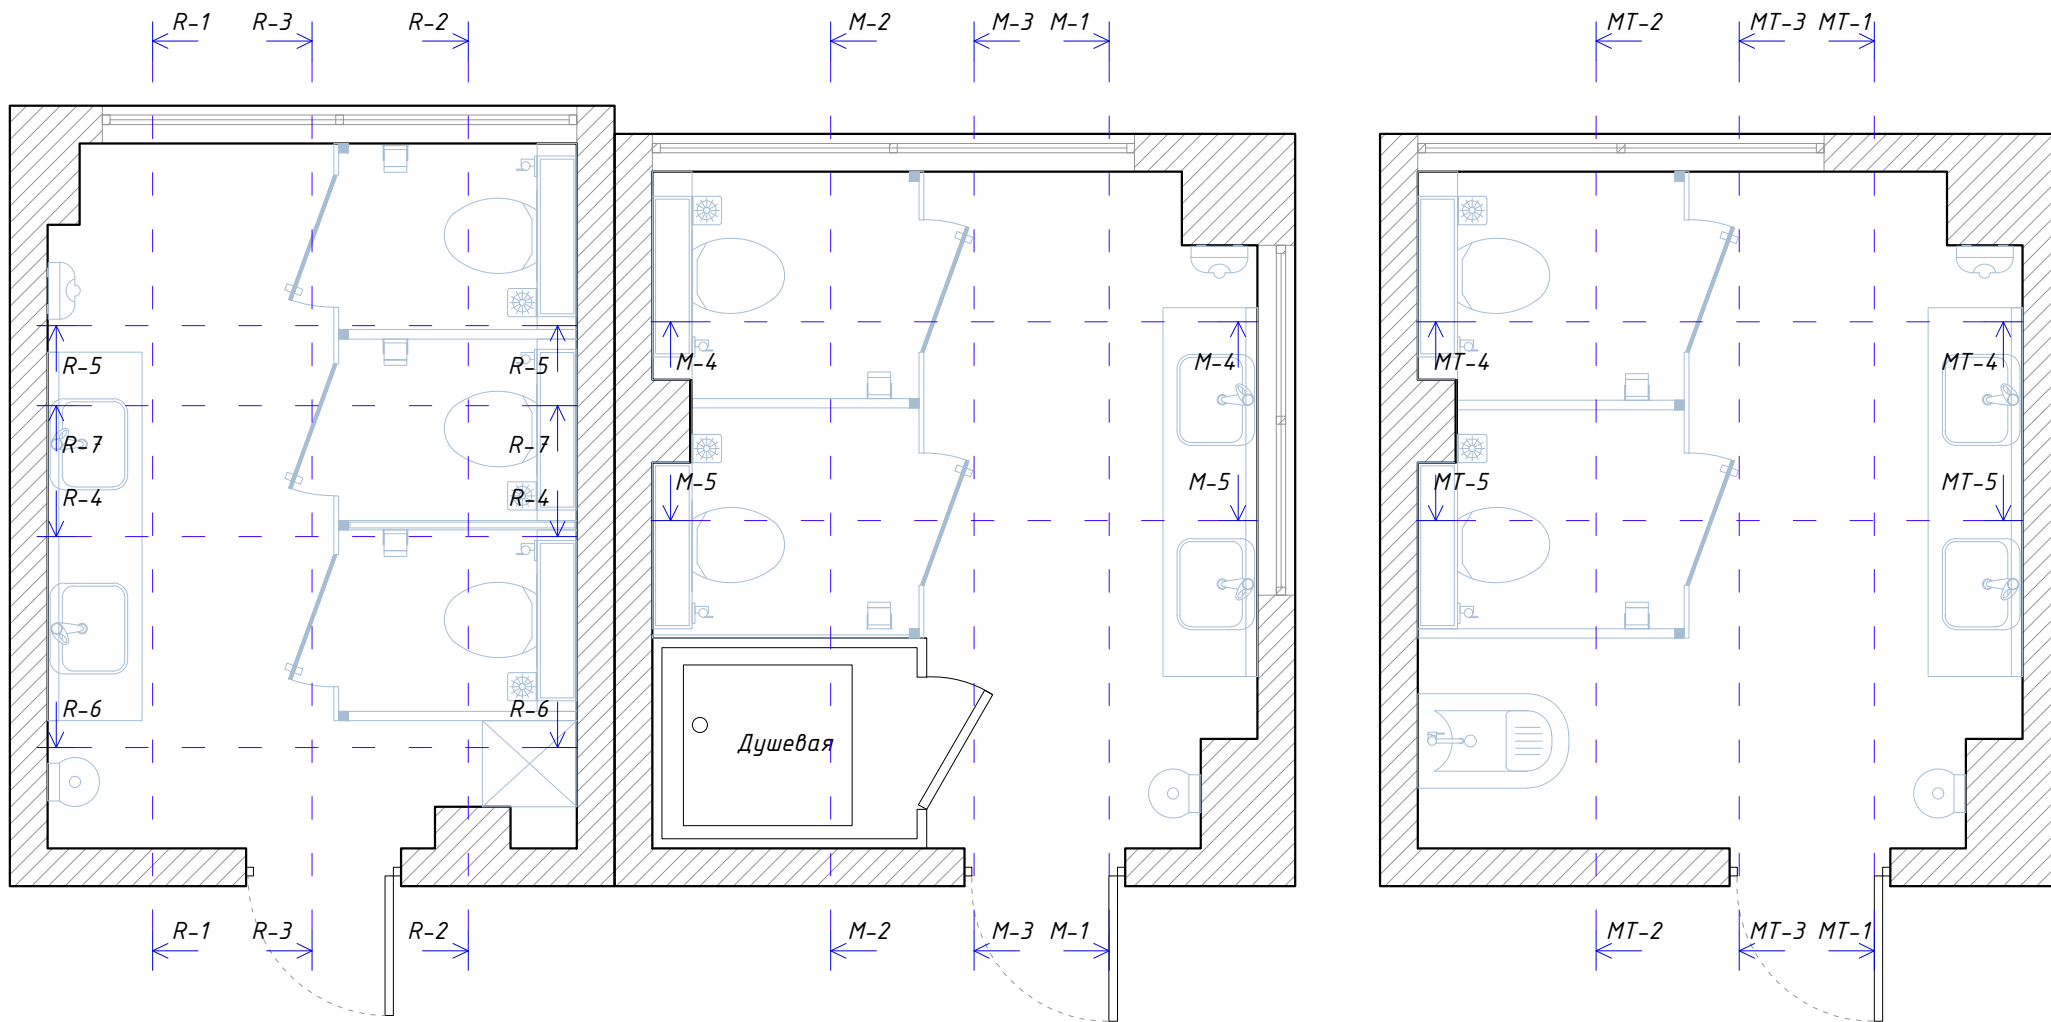 R-1
R-3
R-2
M-2
M-3
M-1
MT-2
MT-3
MT-1
R-5
R-5
M-4
M-4
MT-4
MT-4
R-7
R-7
R-4
R-4
M-5
M-5
MT-5
MT-5
R-6
R-6
Душевая
R-1
R-3
R-2
M-2
M-3
M-1
MT-2
MT-3
MT-1